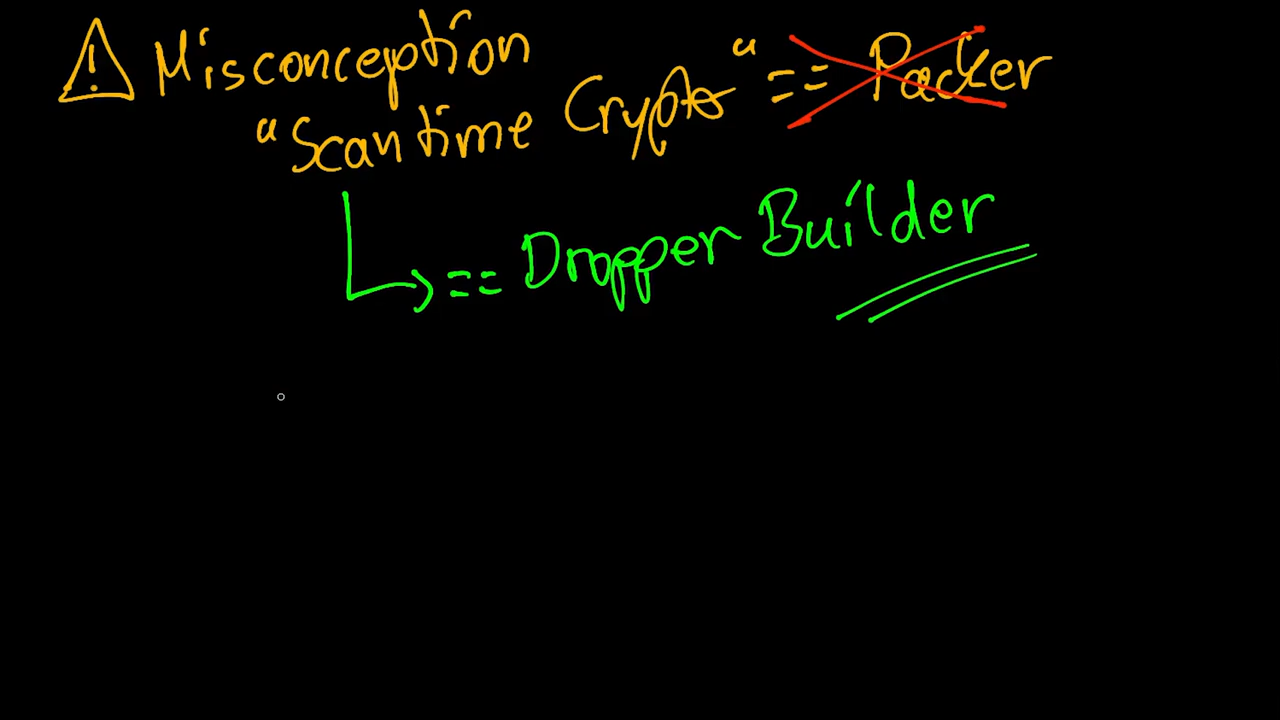 ⚠ Misconception
"Scantime Crypter" == Packer
== Dropper Builder